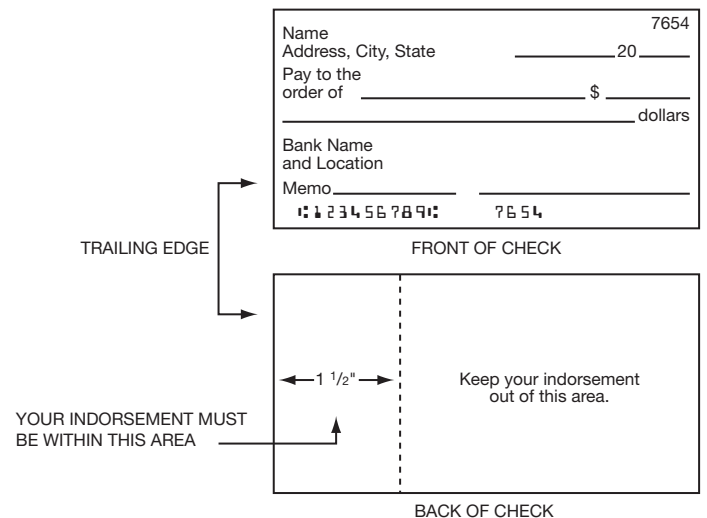 7654
Name
Address, City, State 20
Pay to the
order of $
dollars
Bank Name
and Location
Memo
⑆123456789⑆ 7654
TRAILING EDGE
FRONT OF CHECK
1 1/2"
Keep your indorsement
out of this area.
YOUR INDORSEMENT MUST
BE WITHIN THIS AREA
BACK OF CHECK